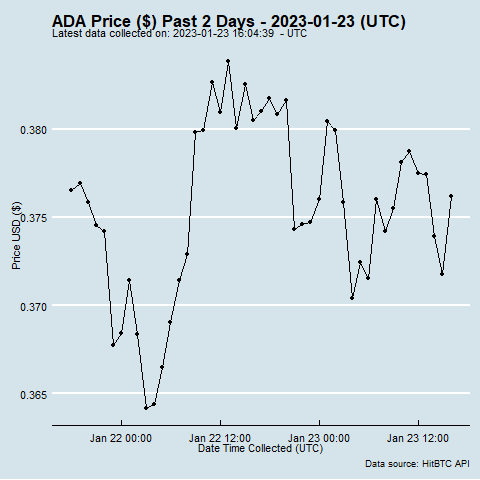 ADA Price ($) Past 2 Days - 2023-01-23 (UTC)
Latest data collected on: 2023-01-23 16:04:39  - UTC
0.380
0.375
0.370
0.365
Price USD ($)
Jan 22 00:00
Jan 22 12:00
Jan 23 00:00
Jan 23 12:00
Date Time Collected (UTC)
Data source: HitBTC API